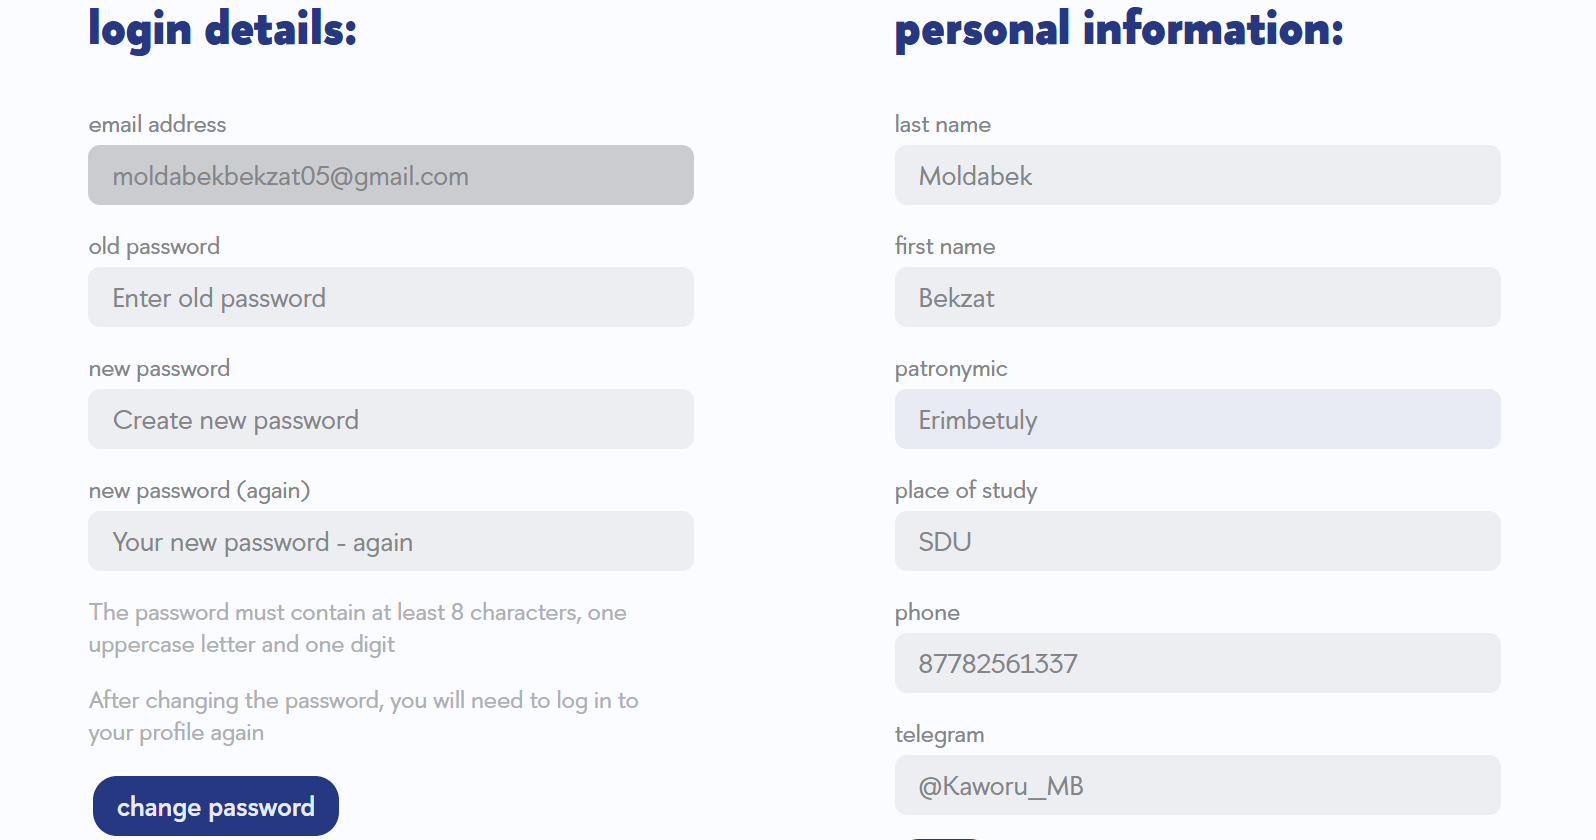 login details:
email address
moldabekbekzat05@gmail.com
old password
Enter old password
new password
Create new password
new password (again)
Your new password - again
The password must contain at least 8 characters, one
uppercase letter and one digit
After changing the password, you will need to log in to
your profile again
change password
personal information:
last name
Moldabek
first name
Bekzat
patronymic
Erimbetuly
place of study
SDU
phone
87782561337
telegram
@Kaworu_MB